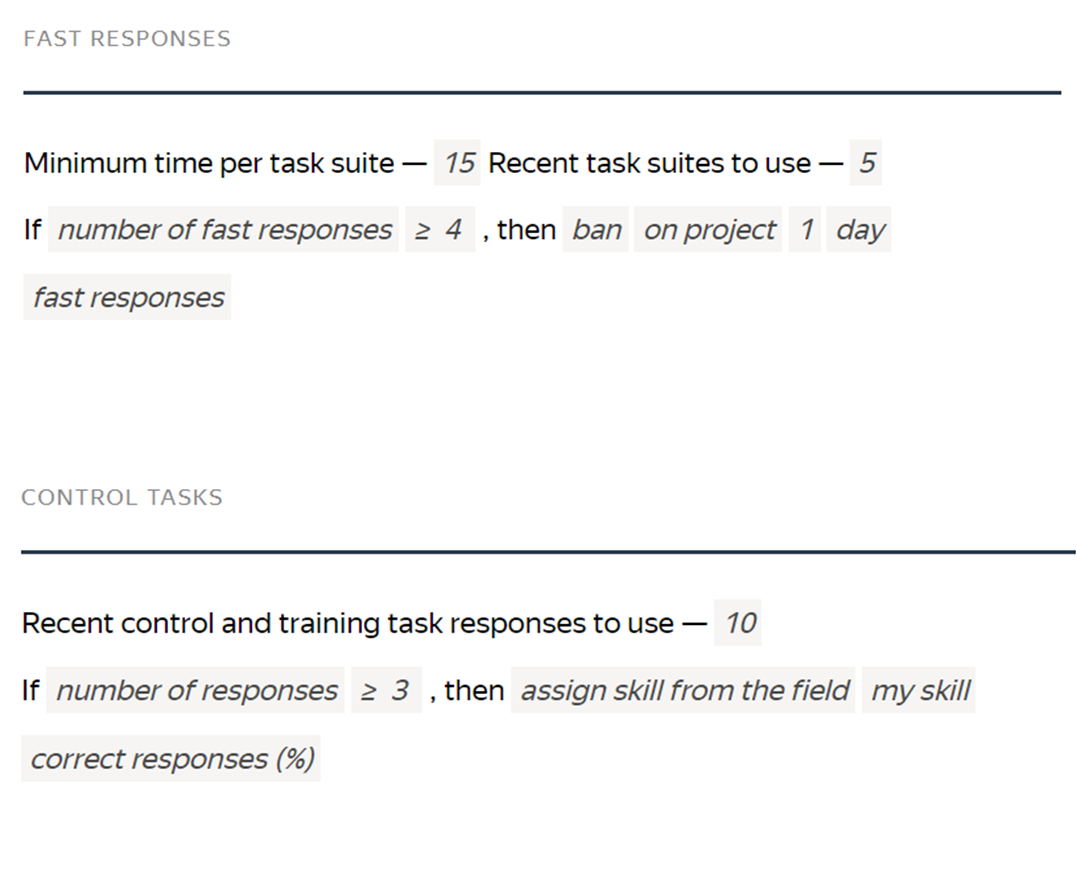 FAST RESPONSES
Minimum time per task suite — 15 Recent task suites to use — 5
If number of fast responses ≥ 4 , then ban on project 1 day
fast responses
CONTROL TASKS
Recent control and training task responses to use — 10
If number of responses ≥ 3 , then assign skill from the field my skill
correct responses (%)